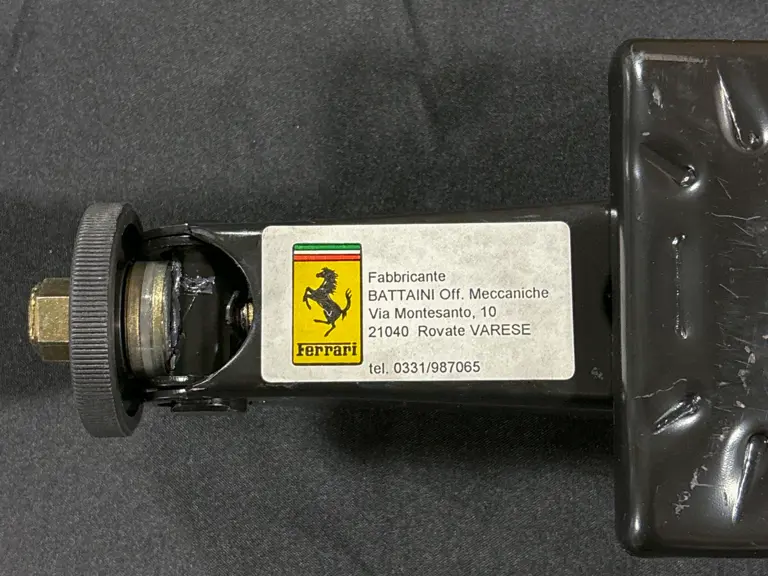 Ferrari
Fabbricante
BATTAINI Off. Meccaniche
Via Montesanto, 10
21040 Rovate VARESE
tel. 0331/987065